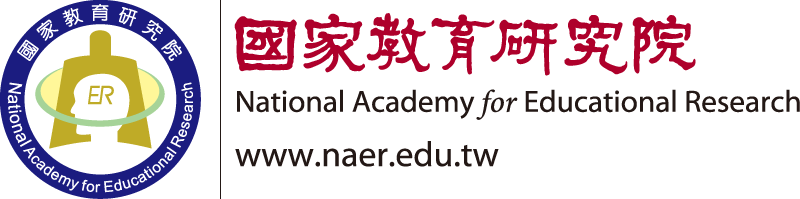 國家教育研究院
ER
National Academy for Educational Research
國家教育研究院
National Academy for Educational Research
www.naer.edu.tw